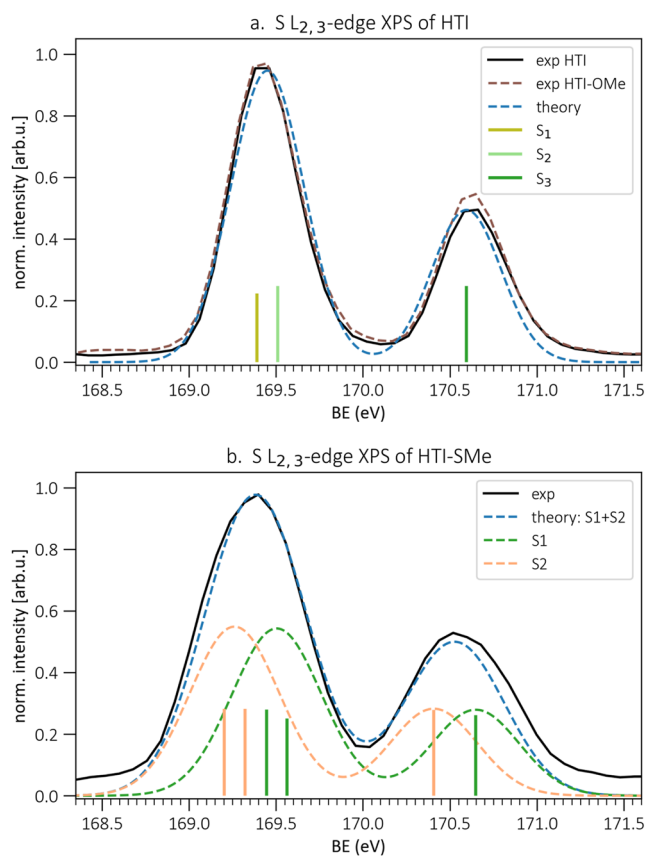 a. S L2,3-edge XPS of HTI
norm. intensity [arb.u.]
1.0
0.8
0.6
0.4
0.2
0.0
exp HTI
exp HTI-OMe
theory
S1
S2
S3
168.5 169.0 169.5 170.0 170.5 171.0 171.5
BE (eV)
b. S L2,3-edge XPS of HTI-SMe
norm. intensity [arb.u.]
1.0
0.8
0.6
0.4
0.2
0.0
exp
theory: S1+S2
S1
S2
168.5 169.0 169.5 170.0 170.5 171.0 171.5
BE (eV)